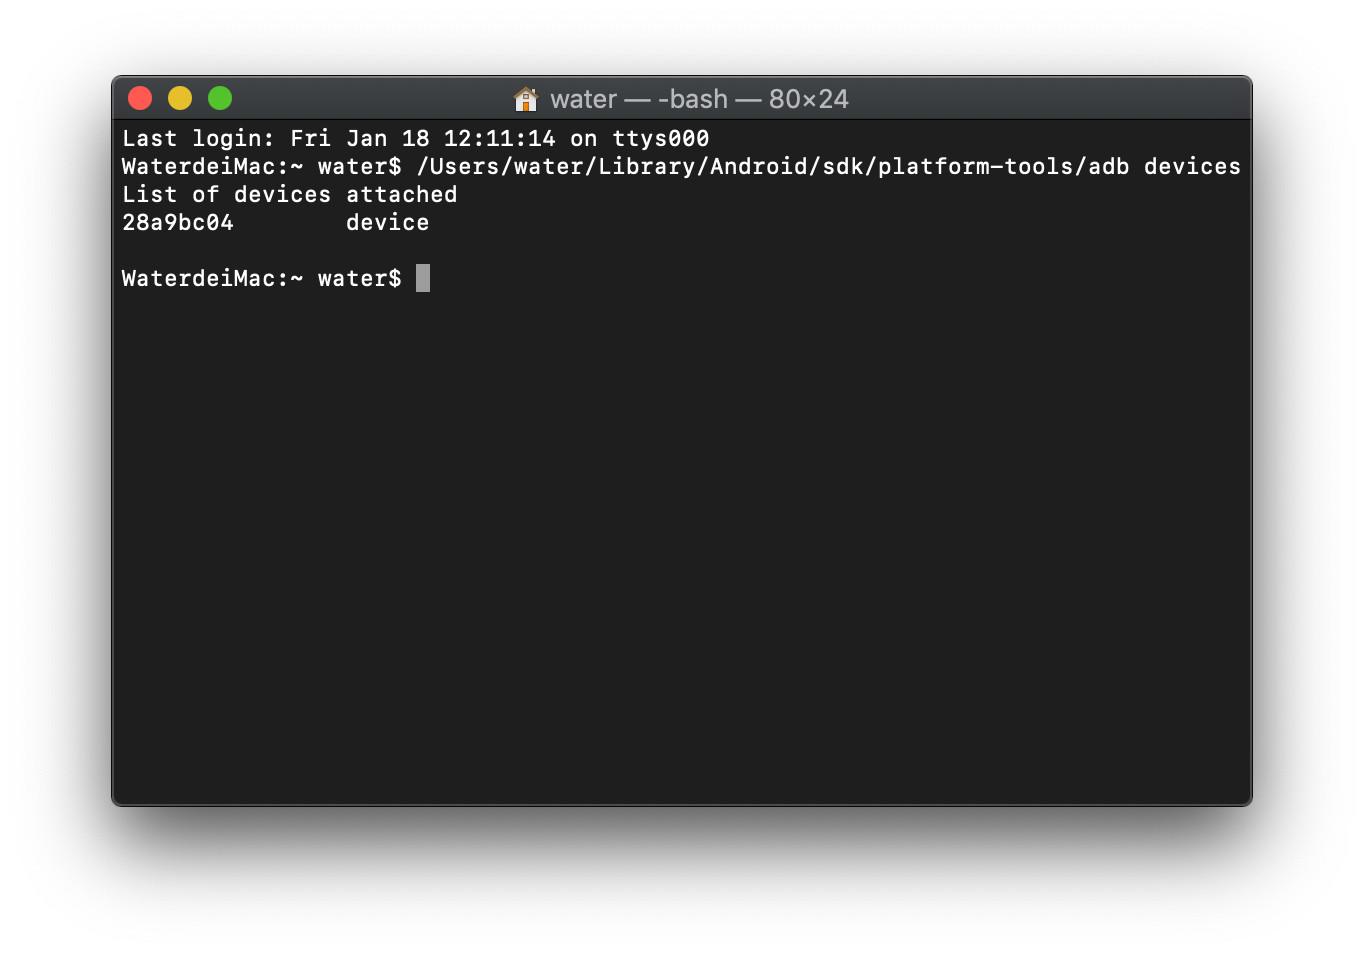 water — -bash — 80×24
Last login: Fri Jan 18 12:11:14 on ttys000
WaterdeiMac:~ water$ /Users/water/Library/Android/sdk/platform-tools/adb devices
List of devices attached
28a9bc04        device
WaterdeiMac:~ water$